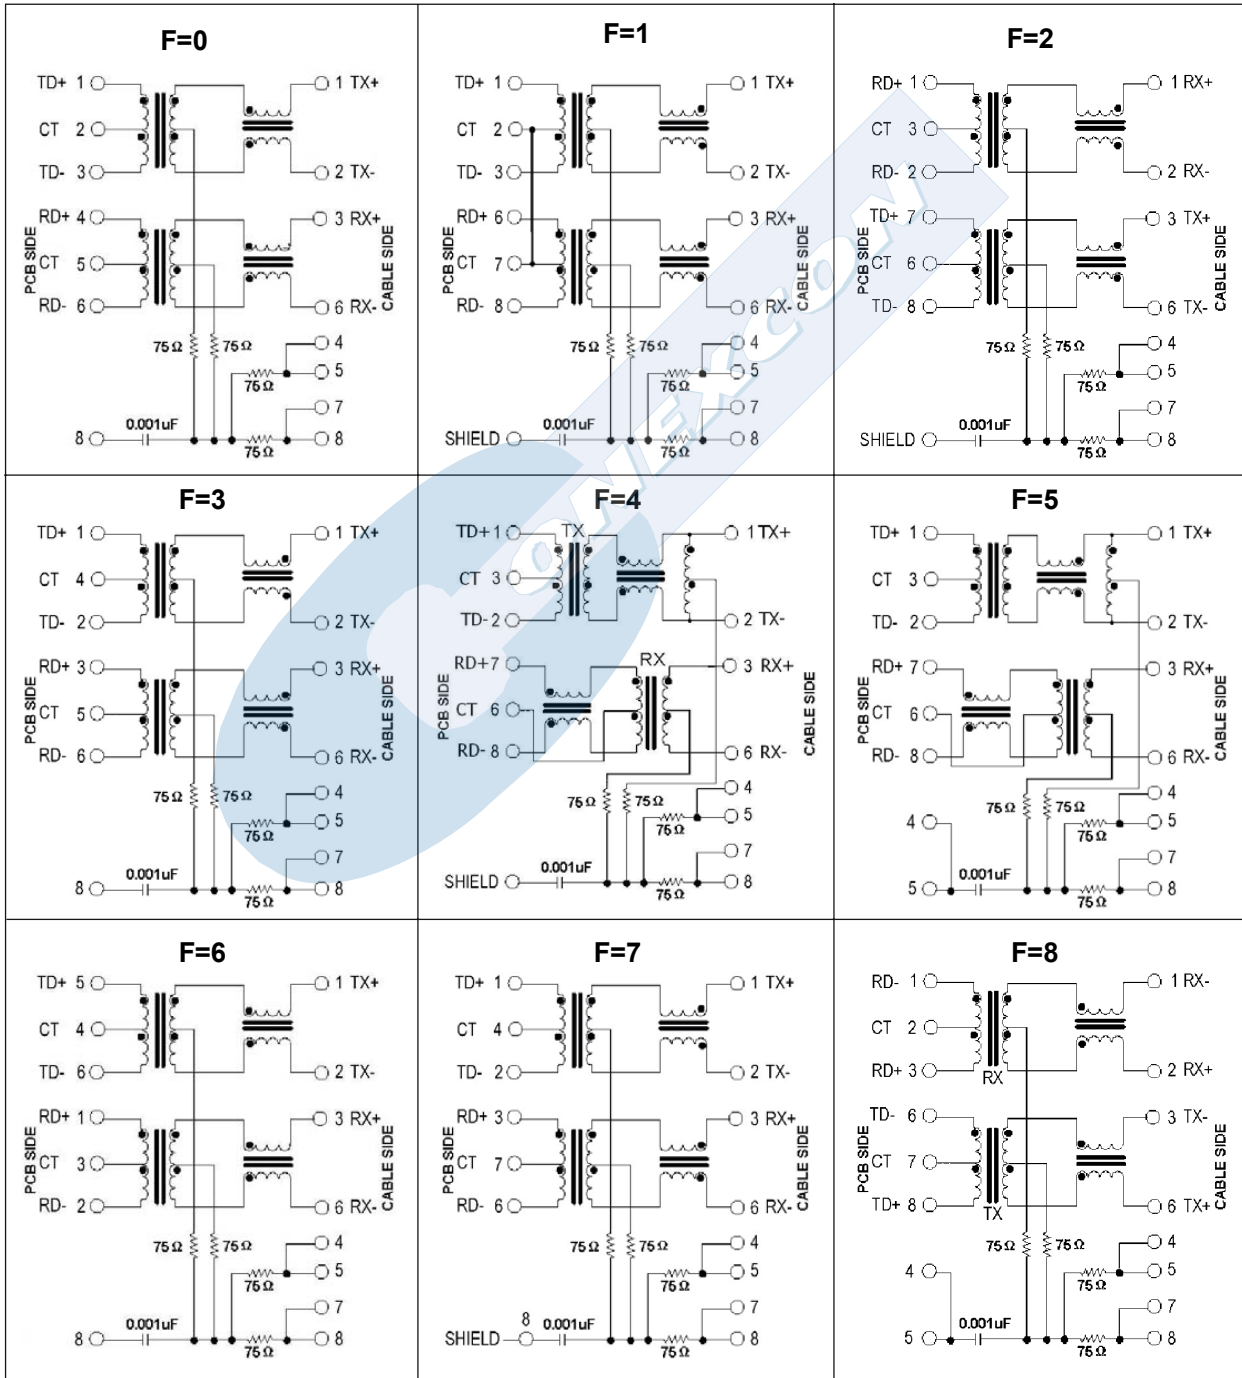 F=0
TD+ 1
1 TX+
CT 2
TD- 3
2 TX-
RD+ 4
3 RX+
PCB SIDE
CT 5
CABLE SIDE
RD- 6
6 RX-
75Ω
75Ω
4
5
75Ω
7
0.001uF
8
8
75Ω
F=1
TD+ 1
1 TX+
CT 2
TD- 3
2 TX-
RD+ 6
3 RX+
PCB SIDE
CT 7
CABLE SIDE
RD- 8
6 RX-
75Ω
75Ω
4
5
75Ω
7
0.001uF
SHIELD
8
75Ω
F=2
RD+ 1
1 RX+
CT 3
RD- 2
2 RX-
TD+ 7
3 TX+
PCB SIDE
CT 6
CABLE SIDE
TD- 8
6 TX-
75Ω
75Ω
4
5
75Ω
7
0.001uF
SHIELD
8
75Ω
F=3
TD+ 1
1 TX+
CT 4
TD- 2
2 TX-
RD+ 3
3 RX+
PCB SIDE
CT 5
CABLE SIDE
RD- 6
6 RX-
75Ω
75Ω
4
5
75Ω
7
0.001uF
8
8
75Ω
F=4
TD+ 1
TX
1 TX+
CT 3
TD- 2
2 TX-
RD+7
RX
3 RX+
PCB SIDE
CT 6
CABLE SIDE
RD- 8
6 RX-
75Ω
75Ω
4
5
75Ω
7
0.001uF
SHIELD
8
75Ω
F=5
TD+ 1
1 TX+
CT 3
TD- 2
2 TX-
RD+ 7
3 RX+
PCB SIDE
CT 6
CABLE SIDE
RD- 8
6 RX-
75Ω
75Ω
4
4
5
75Ω
7
0.001uF
5
8
75Ω
F=6
TD+ 5
1 TX+
CT 4
TD- 6
2 TX-
RD+ 1
3 RX+
PCB SIDE
CT 3
CABLE SIDE
RD- 2
6 RX-
75Ω
75Ω
4
5
75Ω
7
0.001uF
8
8
75Ω
F=7
TD+ 1
1 TX+
CT 4
TD- 2
2 TX-
RD+ 3
3 RX+
PCB SIDE
CT 7
CABLE SIDE
RD- 6
6 RX-
75Ω
75Ω
4
5
75Ω
7
8
0.001uF
SHIELD
8
75Ω
F=8
RD- 1
1 RX-
CT 2
RD+ 3
RX
2 RX+
TD- 6
3 TX-
PCB SIDE
CT 7
CABLE SIDE
TD+ 8
TX
6 TX+
75Ω
75Ω
4
4
5
75Ω
7
0.001uF
5
8
75Ω
CONEXCON